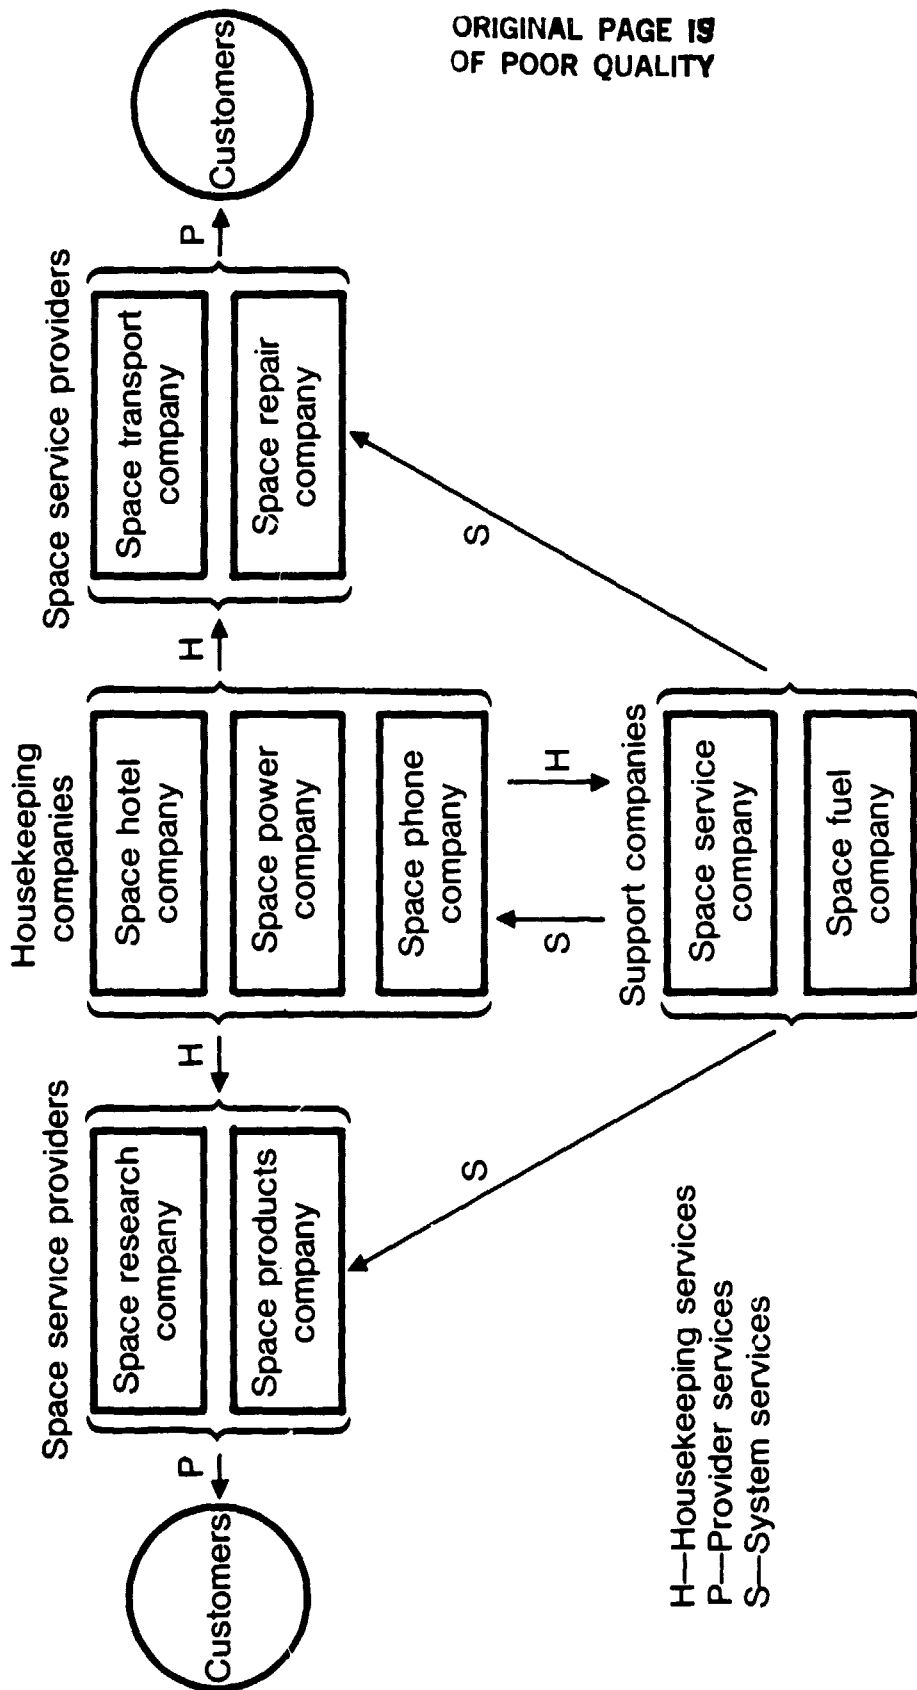 ORIGINAL PAGE IS
OF POOR QUALITY
Housekeeping
companies
Space service providers
Space service providers
Customers
P
Space research
company
Space products
company
H
Space hotel
company
Space power
company
Space phone
company
H
Space transport
company
Space repair
company
P
Customers
S
H
S
S
Support companies
Space service
company
Space fuel
company
H—Housekeeping services
P—Provider services
S—System services